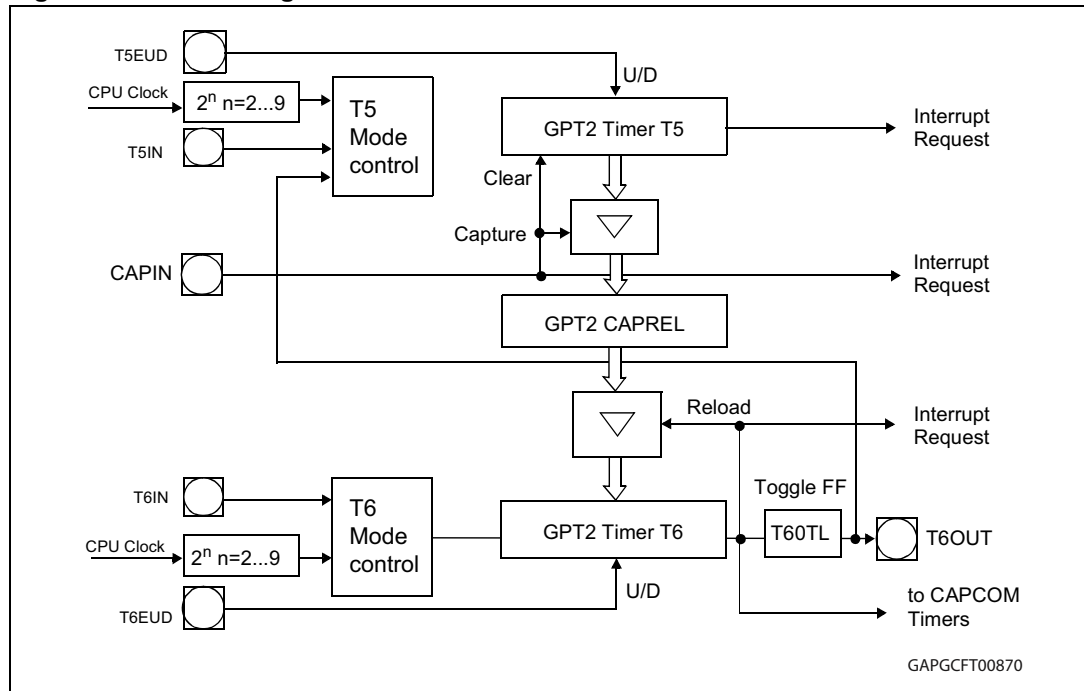 T5EUD
U/D
CPU Clock
2ⁿ n=2...9
T5
Mode
control
GPT2 Timer T5
Interrupt
Request
T5IN
Clear
Capture
CAPIN
Interrupt
Request
GPT2 CAPREL
Reload
Interrupt
Request
T6IN
T6
Mode
control
Toggle FF
GPT2 Timer T6
T60TL
T6OUT
CPU Clock
2ⁿ n=2...9
U/D
T6EUD
to CAPCOM
Timers
GAPGCFT00870